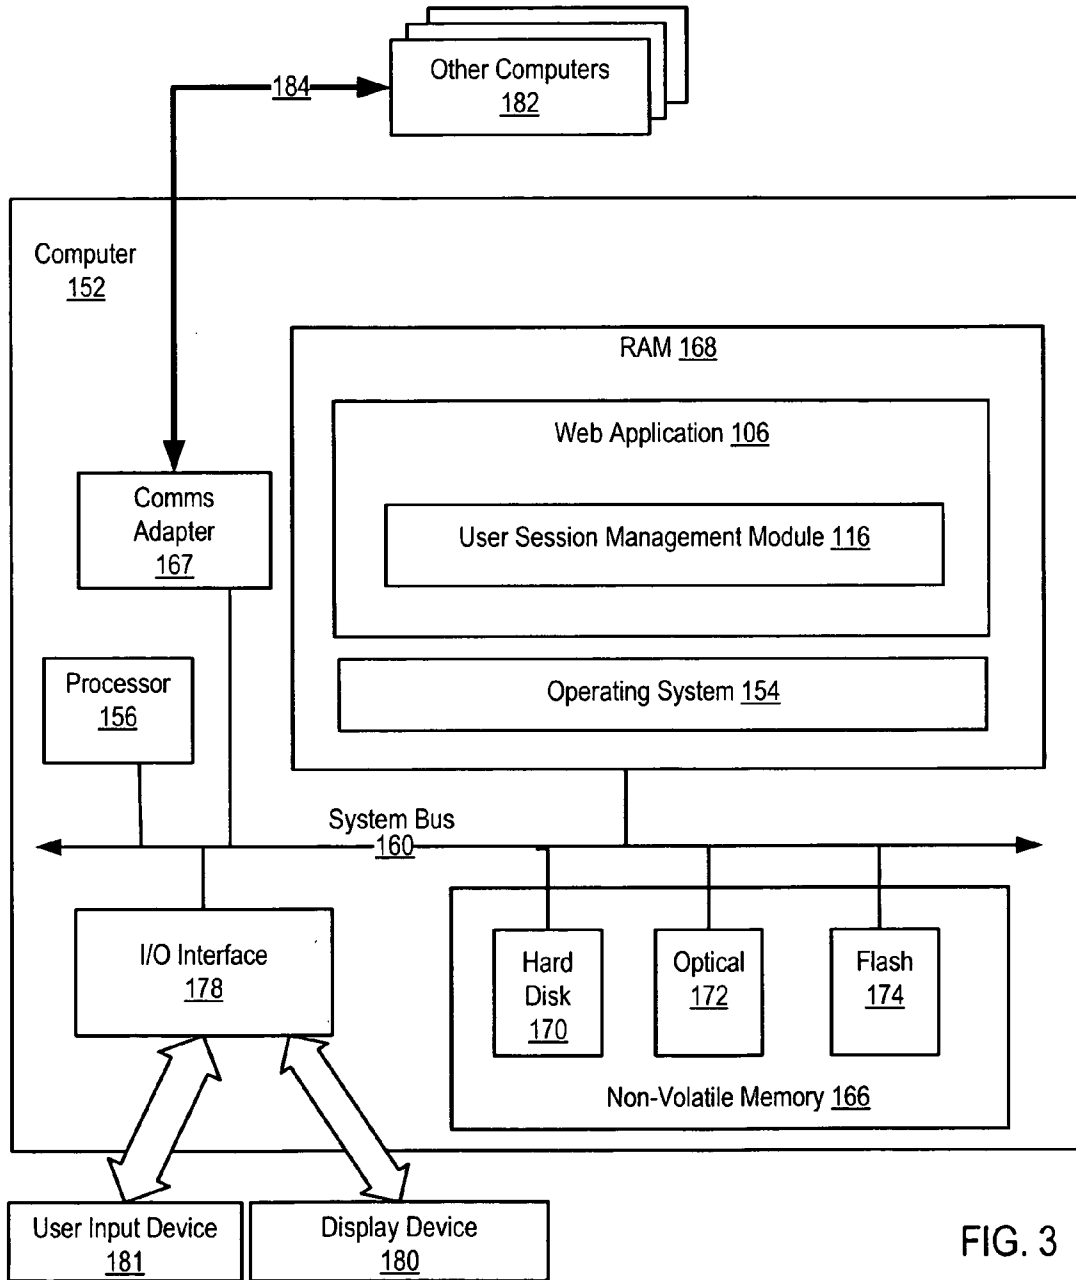 Other Computers
182
184
Computer
152
RAM 168
Web Application 106
User Session Management Module 116
Comms
Adapter
167
Processor
156
Operating System 154
System Bus
160
I/O Interface
178
Hard
Disk
170
Optical
172
Flash
174
Non-Volatile Memory 166
User Input Device
181
Display Device
180
FIG. 3